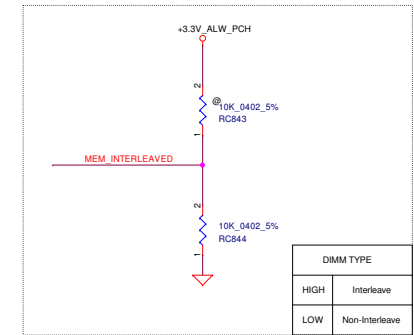 +3.3V_ALW_PCH
2
@
10K_0402_5%
RC843
1
MEM_INTERLEAVED
2
10K_0402_5%
RC844
1
DIMM TYPE
HIGH Interleave
LOW Non-Interleave